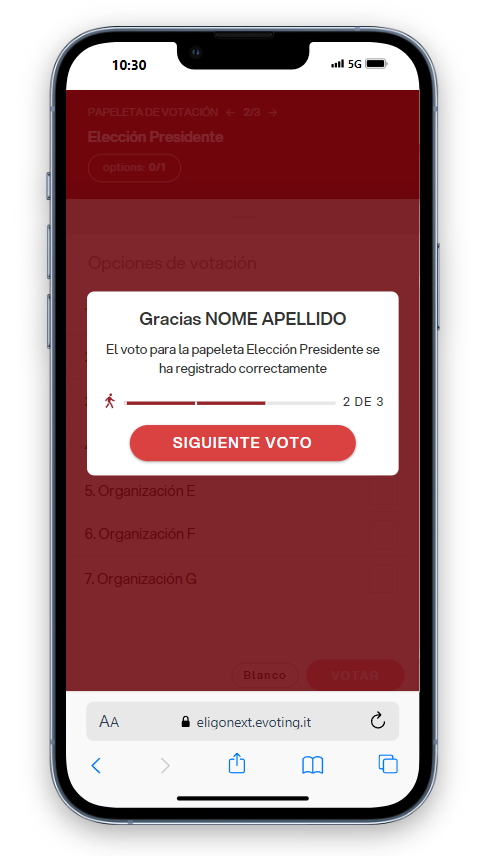 10:30
5G
PAPELETA DE VOTACIÓN ← 2/3 →
Elección Presidente
options: 0/1
Opciones de votación
Gracias NOME APELLIDO
El voto para la papeleta Elección Presidente se
ha registrado correctamente
2 DE 3
SIGUIENTE VOTO
5. Organización E
6. Organización F
7. Organización G
Blanco
VOTAR
AA
eligonext.evoting.it